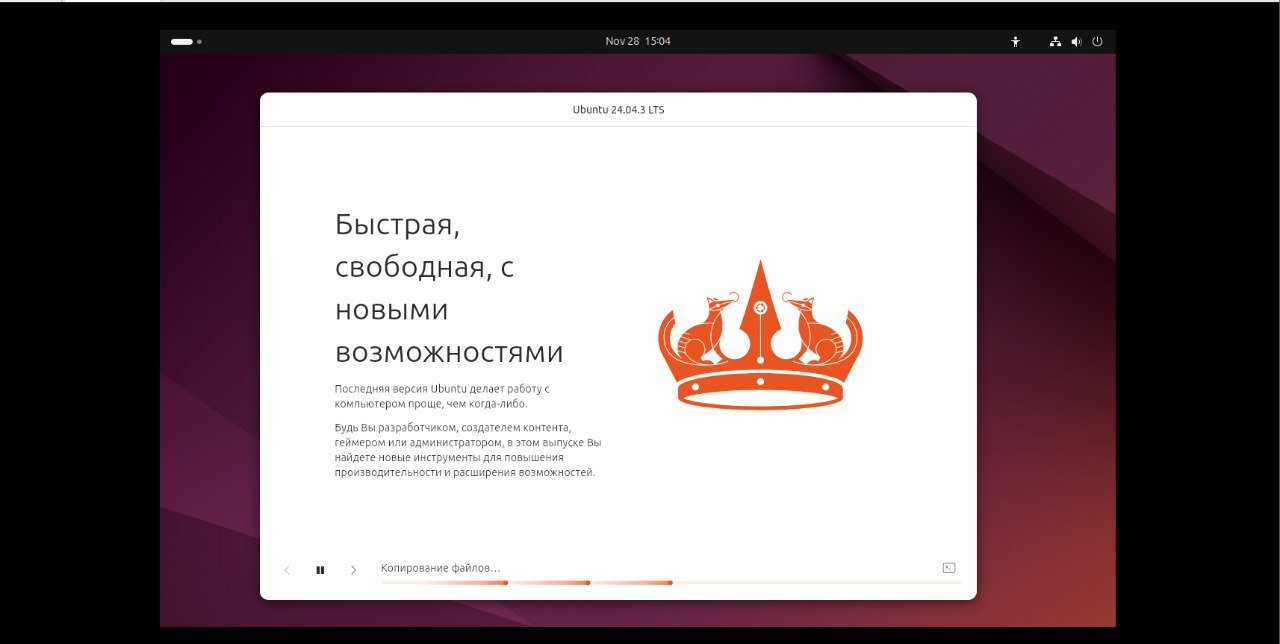 Nov 28 15:04
Ubuntu 24.04.3 LTS
Быстрая,
свободная, с
новыми
возможностями
Последняя версия Ubuntu делает работу с
компьютером проще, чем когда-либо.
Будь Вы разработчиком, создателем контента,
геймером или администратором, в этом выпуске Вы
найдете новые инструменты для повышения
производительности и расширения возможностей.
Копирование файлов…